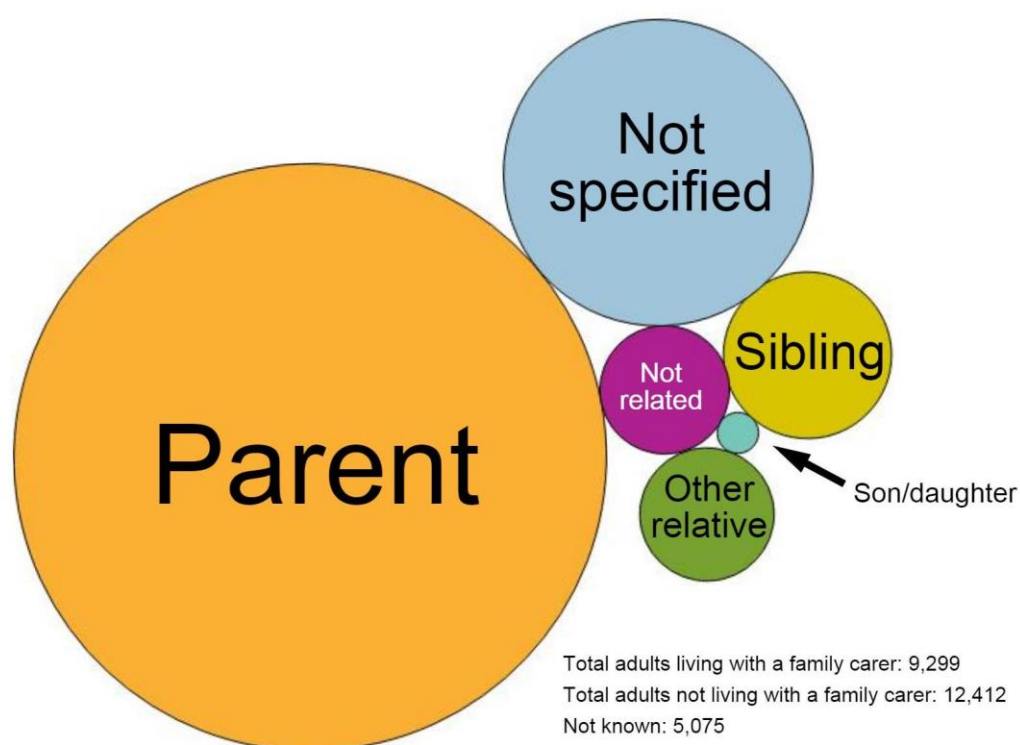 Not
specified
Sibling
Not
related
Parent
Other
relative
Son/daughter
Total adults living with a family carer: 9,299
Total adults not living with a family carer: 12,412
Not known: 5,075